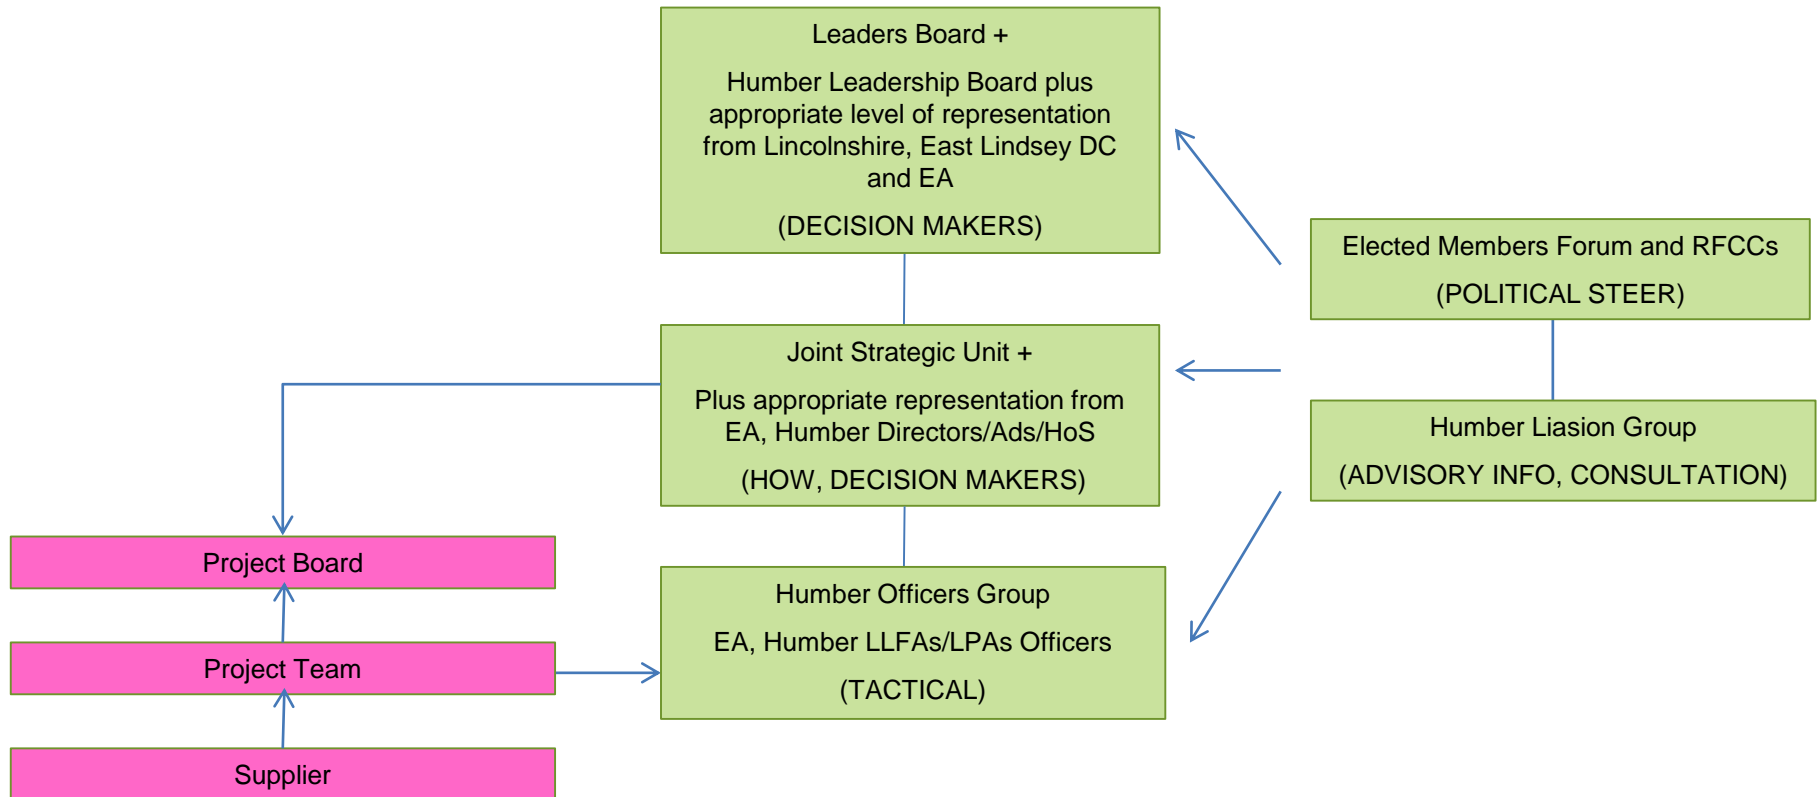 Leaders Board +
Humber Leadership Board plus
appropriate level of representation
from Lincolnshire, East Lindsey DC
and EA
(DECISION MAKERS)
Elected Members Forum and RFCCs
(POLITICAL STEER)
Joint Strategic Unit +
Plus appropriate representation from
EA, Humber Directors/Ads/HoS
(HOW, DECISION MAKERS)
Humber Liasion Group
(ADVISORY INFO, CONSULTATION)
Project Board
Project Team
Supplier
Humber Officers Group
EA, Humber LLFAs/LPAs Officers
(TACTICAL)